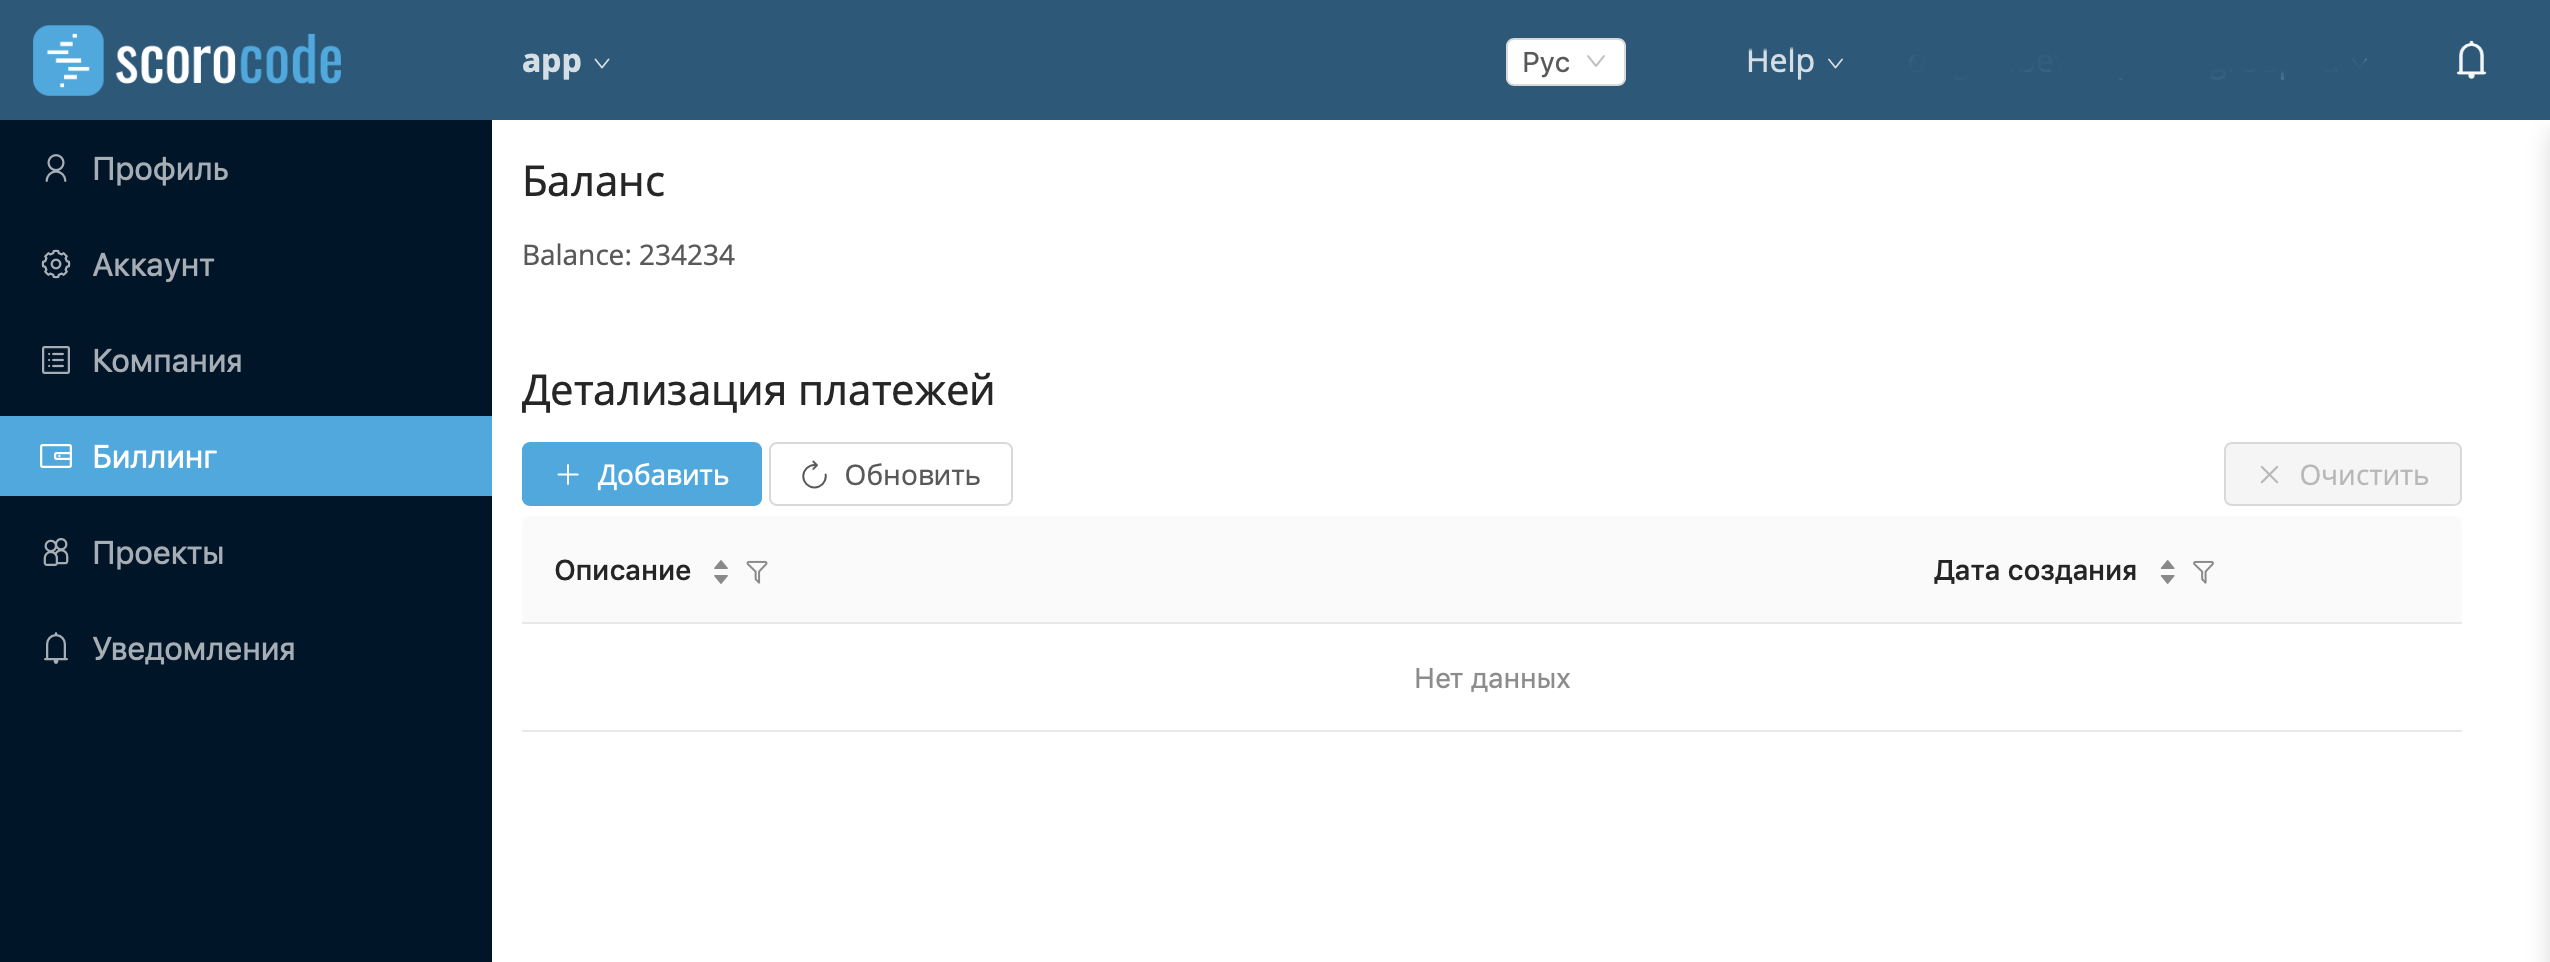 scorocode
app
Рус
Help
Профиль
Аккаунт
Компания
Биллинг
Проекты
Уведомления
Баланс
Balance: 234234
Детализация платежей
Добавить
Обновить
Очистить
Описание
Дата создания
Нет данных